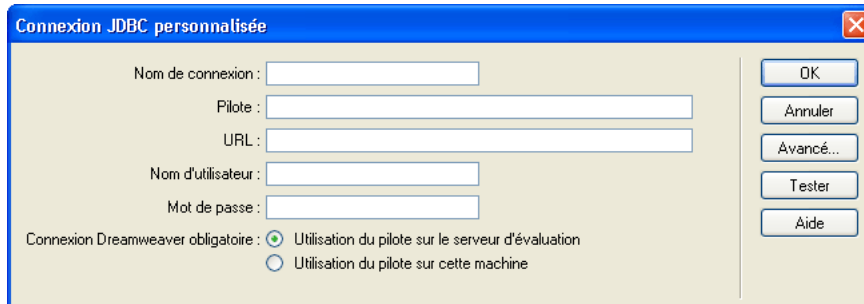 Connexion JDBC personnalisée
Nom de connexion :
Pilote :
URL :
Nom d'utilisateur :
Mot de passe :
Connexion Dreamweaver obligatoire : Utilisation du pilote sur le serveur d'évaluation
Utilisation du pilote sur cette machine
OK
Annuler
Avancé...
Tester
Aide